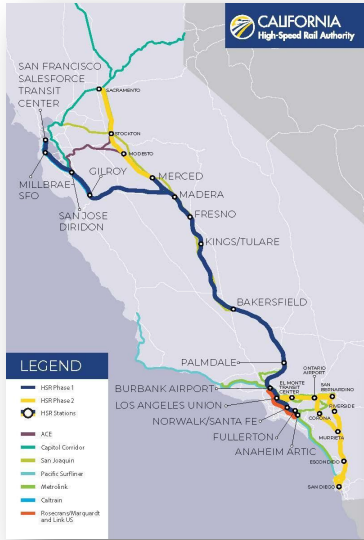 CALIFORNIA
High-Speed Rail Authority
SAN FRANCISCO
SALESFORCE
TRANSIT
CENTER
SACRAMENTO
STOCKTON
MODESTO
GILROY
MERCED
MILLBRAE-
SFO
MADERA
SAN JOSE
DIRIDON
FRESNO
KINGS/TULARE
BAKERSFIELD
PALMDALE
BURBANK AIRPORT
EL MONTE
TRANSIT
CENTER
ONTARIO
AIRPORT
SAN
BERNARDINO
LOS ANGELES UNION
RIVERSIDE
NORWALK/SANTA FE
CORONA
FULLERTON
MURRIETA
ANAHEIM ARTIC
ESCONDIDO
SAN DIEGO
LEGEND
HSR Phase 1
HSR Phase 2
HSR Stations
ACE
Capitol Corridor
San Joaquin
Pacific Surfliner
Metrolink
Caltrain
Rosecrans/Marquardt
and Link US